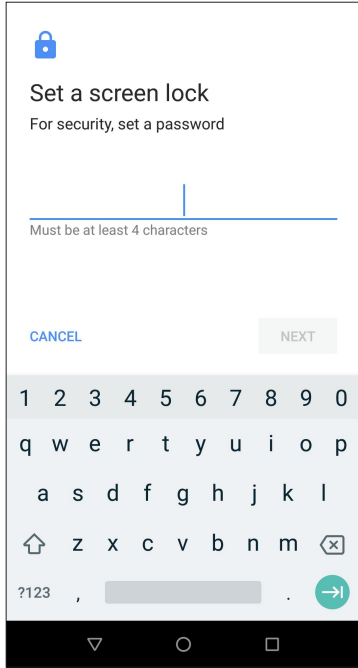 Set a screen lock
For security, set a password
Must be at least 4 characters
CANCEL NEXT
1 2 3 4 5 6 7 8 9 0
q w e r t y u i o p
a s d f g h j k l
z x c v b n m
?123 , .